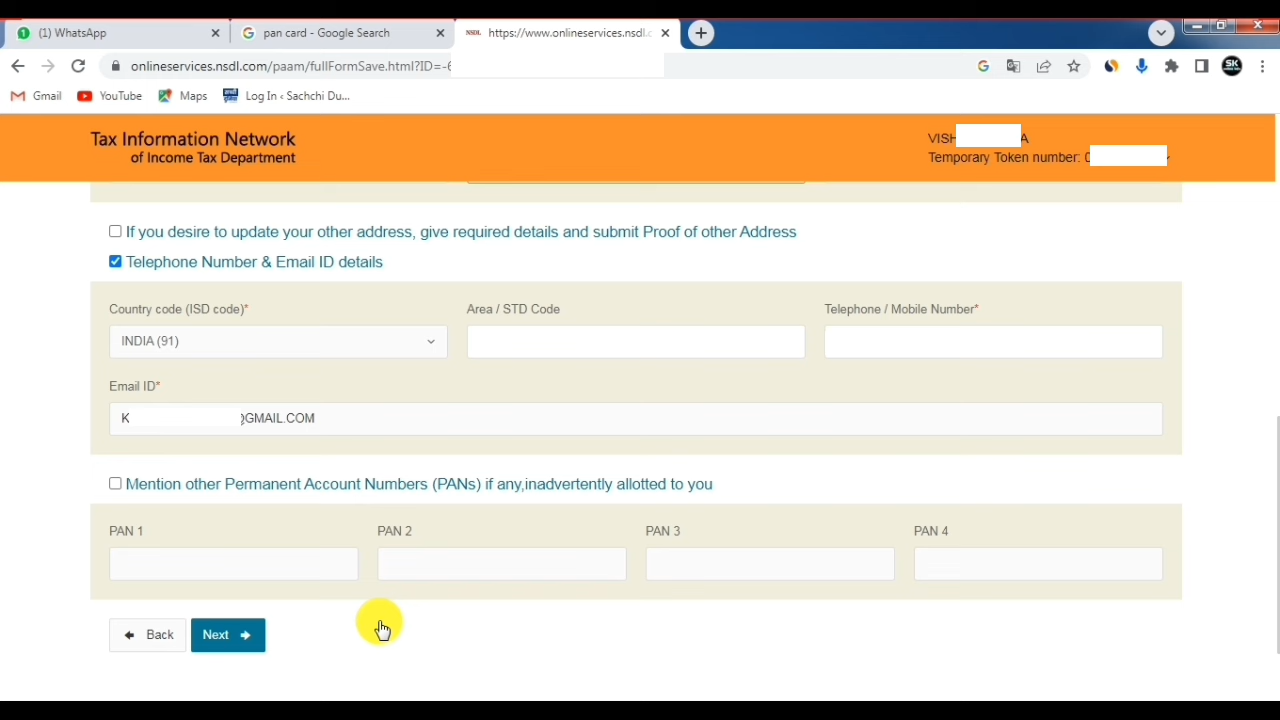 (1) WhatsApp
pan card - Google Search
NSDL https://www.onlineservices.nsdl.c
onlineservices.nsdl.com/paam/fullFormSave.html?ID=-6
SK
Gmail
YouTube
Maps
Log In ‹ Sachchi Du...
Tax Information Network
of Income Tax Department
VISH A
Temporary Token number: 0
If you desire to update your other address, give required details and submit Proof of other Address
Telephone Number & Email ID details
Country code (ISD code)*
Area / STD Code
Telephone / Mobile Number*
INDIA (91)
Email ID*
K @GMAIL.COM
Mention other Permanent Account Numbers (PANs) if any,inadvertently allotted to you
PAN 1
PAN 2
PAN 3
PAN 4
Back
Next